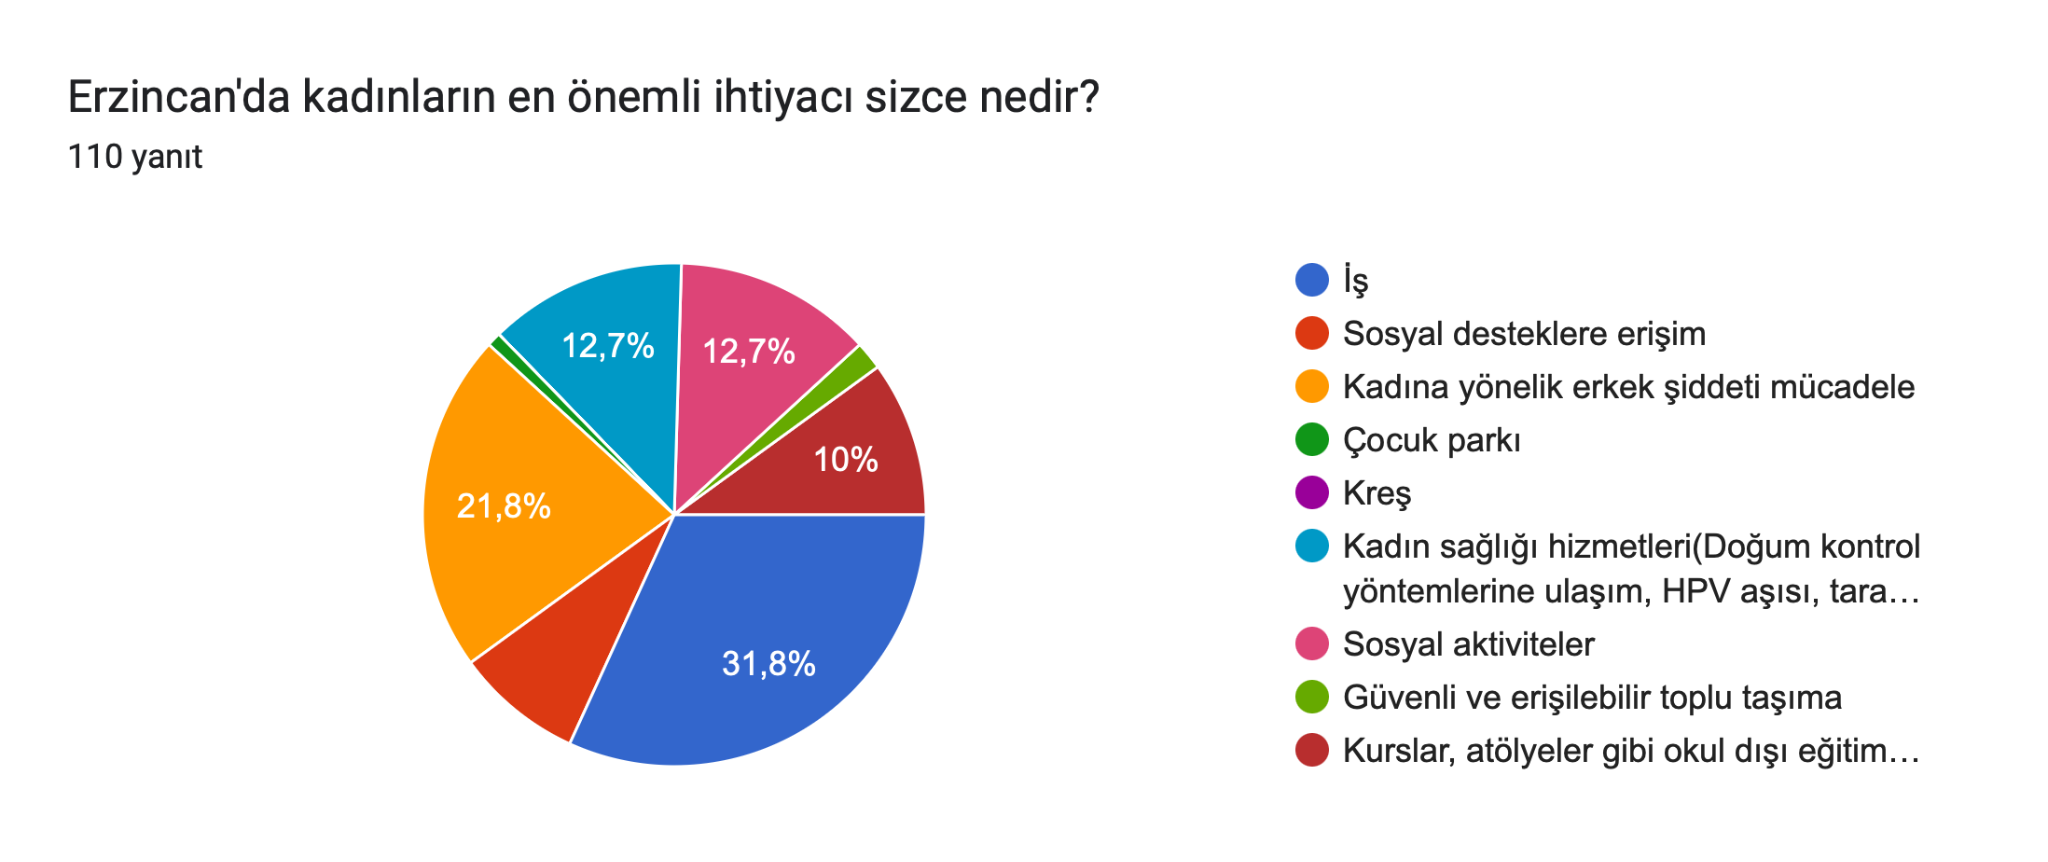 Erzincan'da kadınların en önemli ihtiyacı sizce nedir?
110 yanıt
12,7%
12,7%
10%
21,8%
31,8%
İş
Sosyal desteklere erişim
Kadına yönelik erkek şiddeti mücadele
Çocuk parkı
Kreş
Kadın sağlığı hizmetleri(Doğum kontrol
yöntemlerine ulaşım, HPV aşısı, tara…
Sosyal aktiviteler
Güvenli ve erişilebilir toplu taşıma
Kurslar, atölyeler gibi okul dışı eğitim…